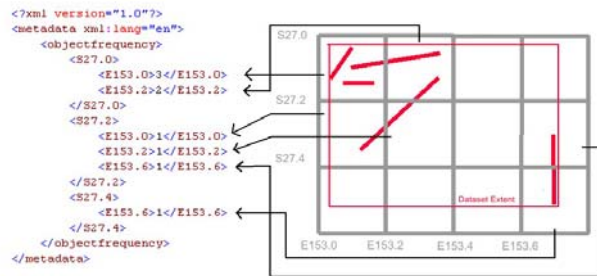 <?xml version="1.0"?>
<metadata xml:lang="en">
<objectfrequency>
<S27.0>
<E153.0>3</E153.0>
<E153.2>2</E153.2>
</S27.0>
<S27.2>
<E153.0>1</E153.0>
<E153.2>1</E153.2>
<E153.6>1</E153.6>
</S27.2>
<S27.4>
<E153.6>1</E153.6>
</S27.4>
</objectfrequency>
</metadata>
S27.0
S27.2
S27.4
Dataset Extent
E153.0 E153.2 E153.4 E153.6